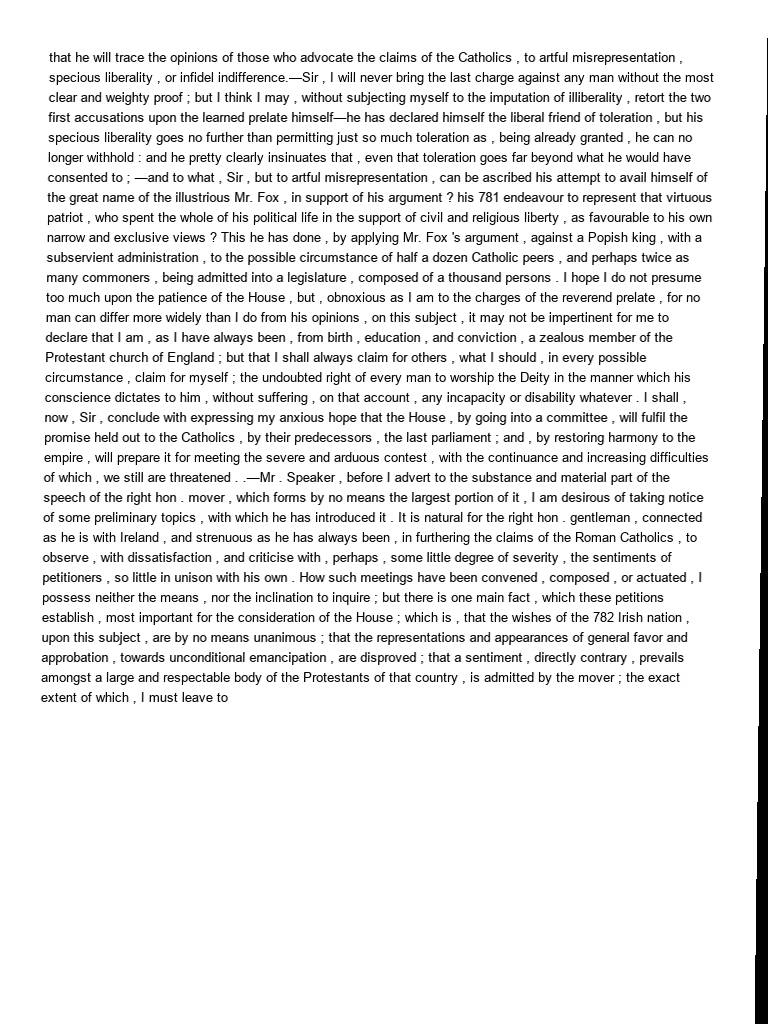 that he will trace the opinions of those who advocate the claims of the Catholics , to artful misrepresentation ,
specious liberality , or infidel indifference.—Sir , I will never bring the last charge against any man without the most
clear and weighty proof ; but I think I may , without subjecting myself to the imputation of illiberality , retort the two
first accusations upon the learned prelate himself—he has declared himself the liberal friend of toleration , but his
specious liberality goes no further than permitting just so much toleration as , being already granted , he can no
longer withhold : and he pretty clearly insinuates that , even that toleration goes far beyond what he would have
consented to ; —and to what , Sir , but to artful misrepresentation , can be ascribed his attempt to avail himself of
the great name of the illustrious Mr. Fox , in support of his argument ? his 781 endeavour to represent that virtuous
patriot , who spent the whole of his political life in the support of civil and religious liberty , as favourable to his own
narrow and exclusive views ? This he has done , by applying Mr. Fox 's argument , against a Popish king , with a
subservient administration , to the possible circumstance of half a dozen Catholic peers , and perhaps twice as
many commoners , being admitted into a legislature , composed of a thousand persons . I hope I do not presume
too much upon the patience of the House , but , obnoxious as I am to the charges of the reverend prelate , for no
man can differ more widely than I do from his opinions , on this subject , it may not be impertinent for me to
declare that I am , as I have always been , from birth , education , and conviction , a zealous member of the
Protestant church of England ; but that I shall always claim for others , what I should , in every possible
circumstance , claim for myself ; the undoubted right of every man to worship the Deity in the manner which his
conscience dictates to him , without suffering , on that account , any incapacity or disability whatever . I shall ,
now , Sir , conclude with expressing my anxious hope that the House , by going into a committee , will fulfil the
promise held out to the Catholics , by their predecessors , the last parliament ; and , by restoring harmony to the
empire , will prepare it for meeting the severe and arduous contest , with the continuance and increasing difficulties
of which , we still are threatened . .—Mr . Speaker , before I advert to the substance and material part of the
speech of the right hon . mover , which forms by no means the largest portion of it , I am desirous of taking notice
of some preliminary topics , with which he has introduced it . It is natural for the right hon . gentleman , connected
as he is with Ireland , and strenuous as he has always been , in furthering the claims of the Roman Catholics , to
observe , with dissatisfaction , and criticise with , perhaps , some little degree of severity , the sentiments of
petitioners , so little in unison with his own . How such meetings have been convened , composed , or actuated , I
possess neither the means , nor the inclination to inquire ; but there is one main fact , which these petitions
establish , most important for the consideration of the House ; which is , that the wishes of the 782 Irish nation ,
upon this subject , are by no means unanimous ; that the representations and appearances of general favor and
approbation , towards unconditional emancipation , are disproved ; that a sentiment , directly contrary , prevails
amongst a large and respectable body of the Protestants of that country , is admitted by the mover ; the exact
extent of which , I must leave to